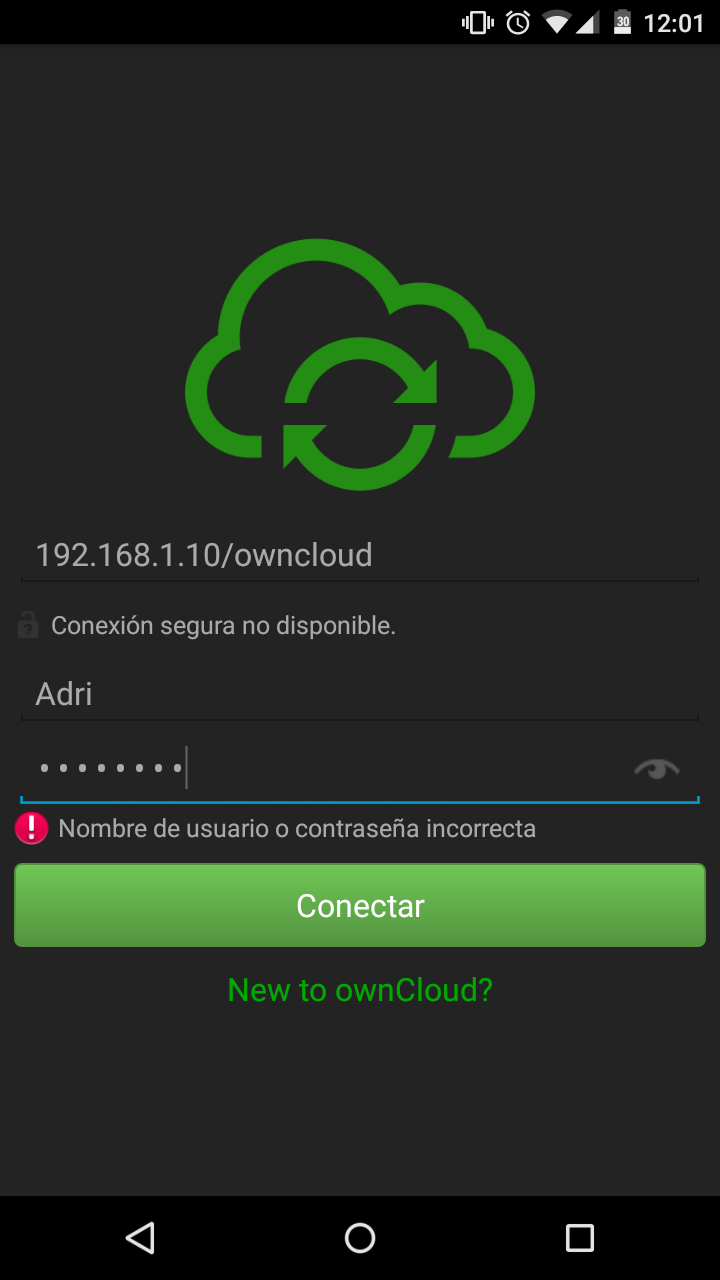 30 12:01
192.168.1.10/owncloud
Conexión segura no disponible.
Adri
••••••••
Nombre de usuario o contraseña incorrecta
Conectar
New to ownCloud?